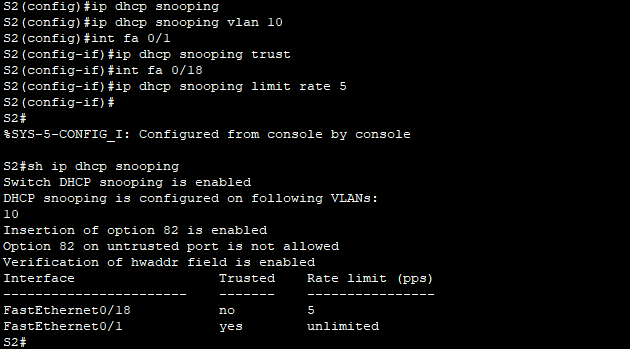 S2(config)#ip dhcp snooping
S2(config)#ip dhcp snooping vlan 10
S2(config)#int fa 0/1
S2(config-if)#ip dhcp snooping trust
S2(config-if)#int fa 0/18
S2(config-if)#ip dhcp snooping limit rate 5
S2(config-if)#
S2#
%SYS-5-CONFIG_I: Configured from console by console
S2#sh ip dhcp snooping
Switch DHCP snooping is enabled
DHCP snooping is configured on following VLANs:
10
Insertion of option 82 is enabled
Option 82 on untrusted port is not allowed
Verification of hwaddr field is enabled
Interface                  Trusted    Rate limit (pps)
-----------------------    -------    ----------------
FastEthernet0/18           no         5
FastEthernet0/1            yes        unlimited
S2#